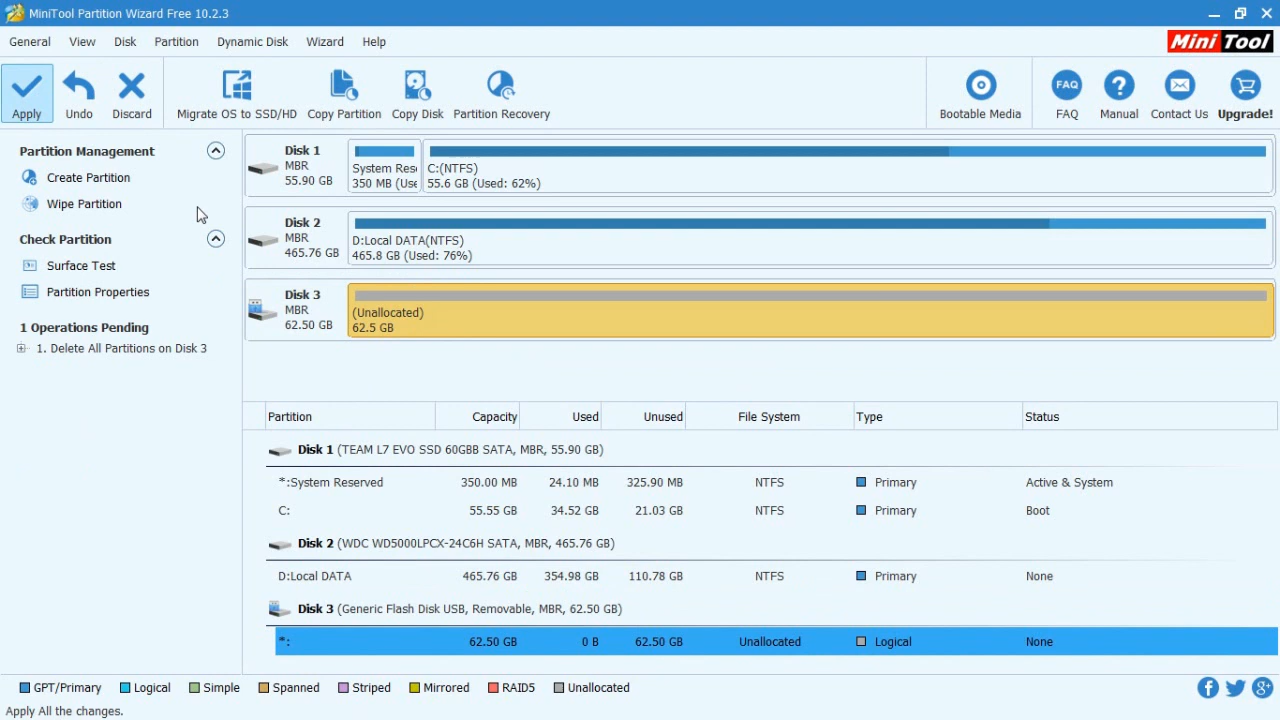 MiniTool Partition Wizard Free 10.2.3
General View Disk Partition Dynamic Disk Wizard Help
Mini Tool
Apply Undo Discard Migrate OS to SSD/HD Copy Partition Copy Disk Partition Recovery Bootable Media FAQ Manual Contact Us Upgrade!
FAQ
Partition Management
Create Partition
Wipe Partition
Check Partition
Surface Test
Partition Properties
1 Operations Pending
1. Delete All Partitions on Disk 3
Disk 1
MBR
55.90 GB
System Res
350 MB (Use
C:(NTFS)
55.6 GB (Used: 62%)
Disk 2
MBR
465.76 GB
D:Local DATA(NTFS)
465.8 GB (Used: 76%)
Disk 3
MBR
62.50 GB
(Unallocated)
62.5 GB
Partition Capacity Used Unused File System Type Status
Disk 1 (TEAM L7 EVO SSD 60GBB SATA, MBR, 55.90 GB)
*:System Reserved 350.00 MB 24.10 MB 325.90 MB NTFS Primary Active & System
C: 55.55 GB 34.52 GB 21.03 GB NTFS Primary Boot
Disk 2 (WDC WD5000LPCX-24C6H SATA, MBR, 465.76 GB)
D:Local DATA 465.76 GB 354.98 GB 110.78 GB NTFS Primary None
Disk 3 (Generic Flash Disk USB, Removable, MBR, 62.50 GB)
*: 62.50 GB 0 B 62.50 GB Unallocated Logical None
GPT/Primary Logical Simple Spanned Striped Mirrored RAID5 Unallocated
Apply All the changes.